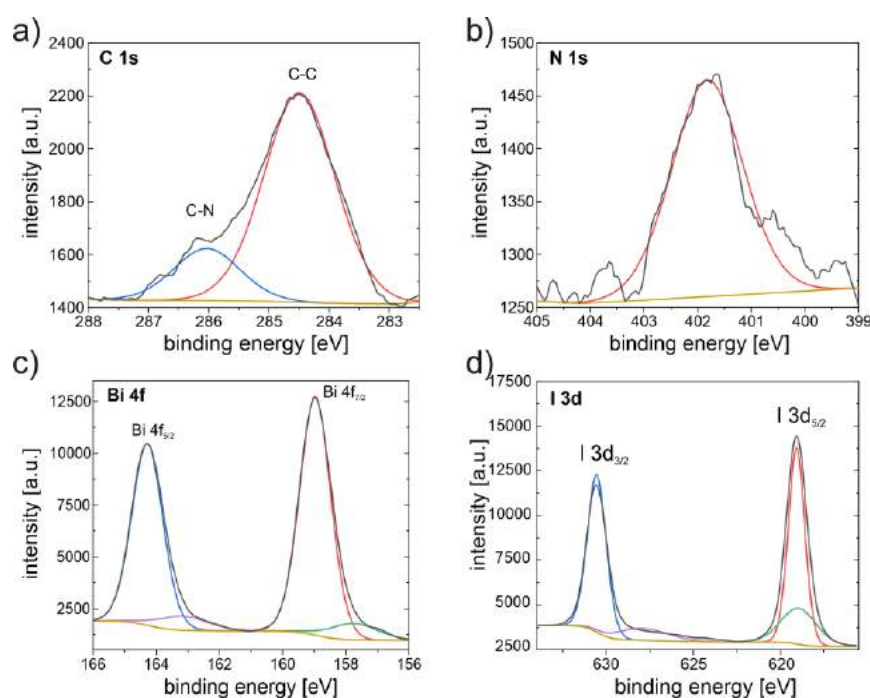 a)
C 1s
C-C
C-N
2400
2200
2000
1800
1600
1400
288
287
286
285
284
283
intensity [a.u.]
binding energy [eV]
b)
N 1s
1500
1450
1400
1350
1300
1250
405
404
403
402
401
400
399
intensity [a.u.]
binding energy [eV]
c)
Bi 4f
Bi 4f5/2
Bi 4f7/2
12500
10000
7500
5000
2500
166
164
162
160
158
156
intensity [a.u.]
binding energy [eV]
d)
I 3d
I 3d3/2
I 3d5/2
17500
15000
12500
10000
7500
5000
2500
630
625
620
intensity [a.u.]
binding energy [eV]